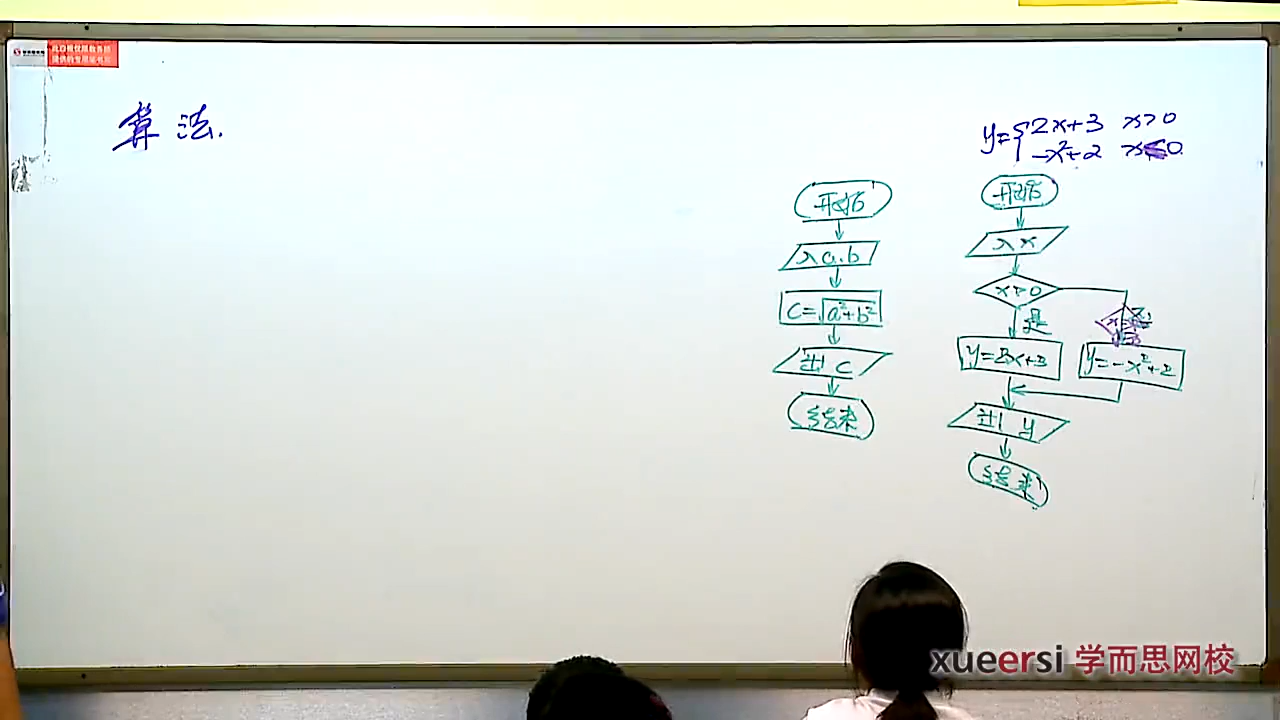 算法.
y={2x+3 x>0
-x²+2 x≤0
开始
入a.b
c=√a²+b²
出 c
结束
开始
入 x
x>0
是
y=2x+3
y=-x²+2
出 y
结束
xueersi 学而思网校